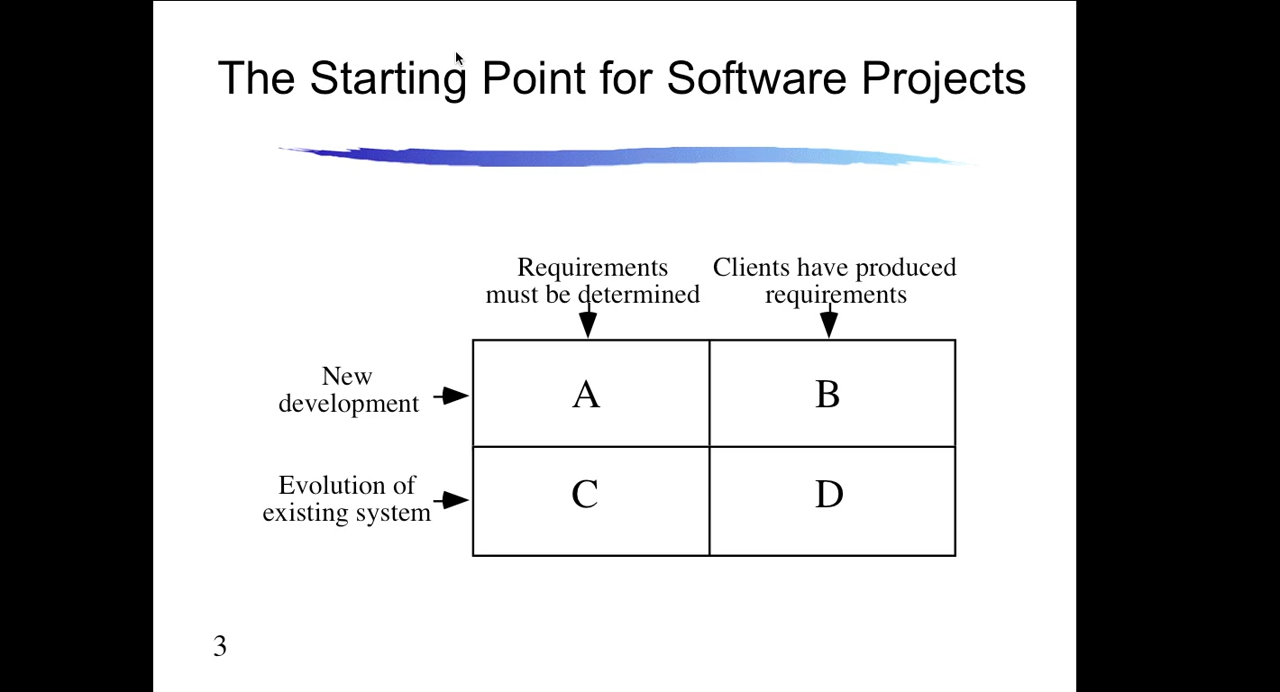 The Starting Point for Software Projects
Requirements
must be determined
Clients have produced
requirements
New
development
A
B
Evolution of
existing system
C
D
3